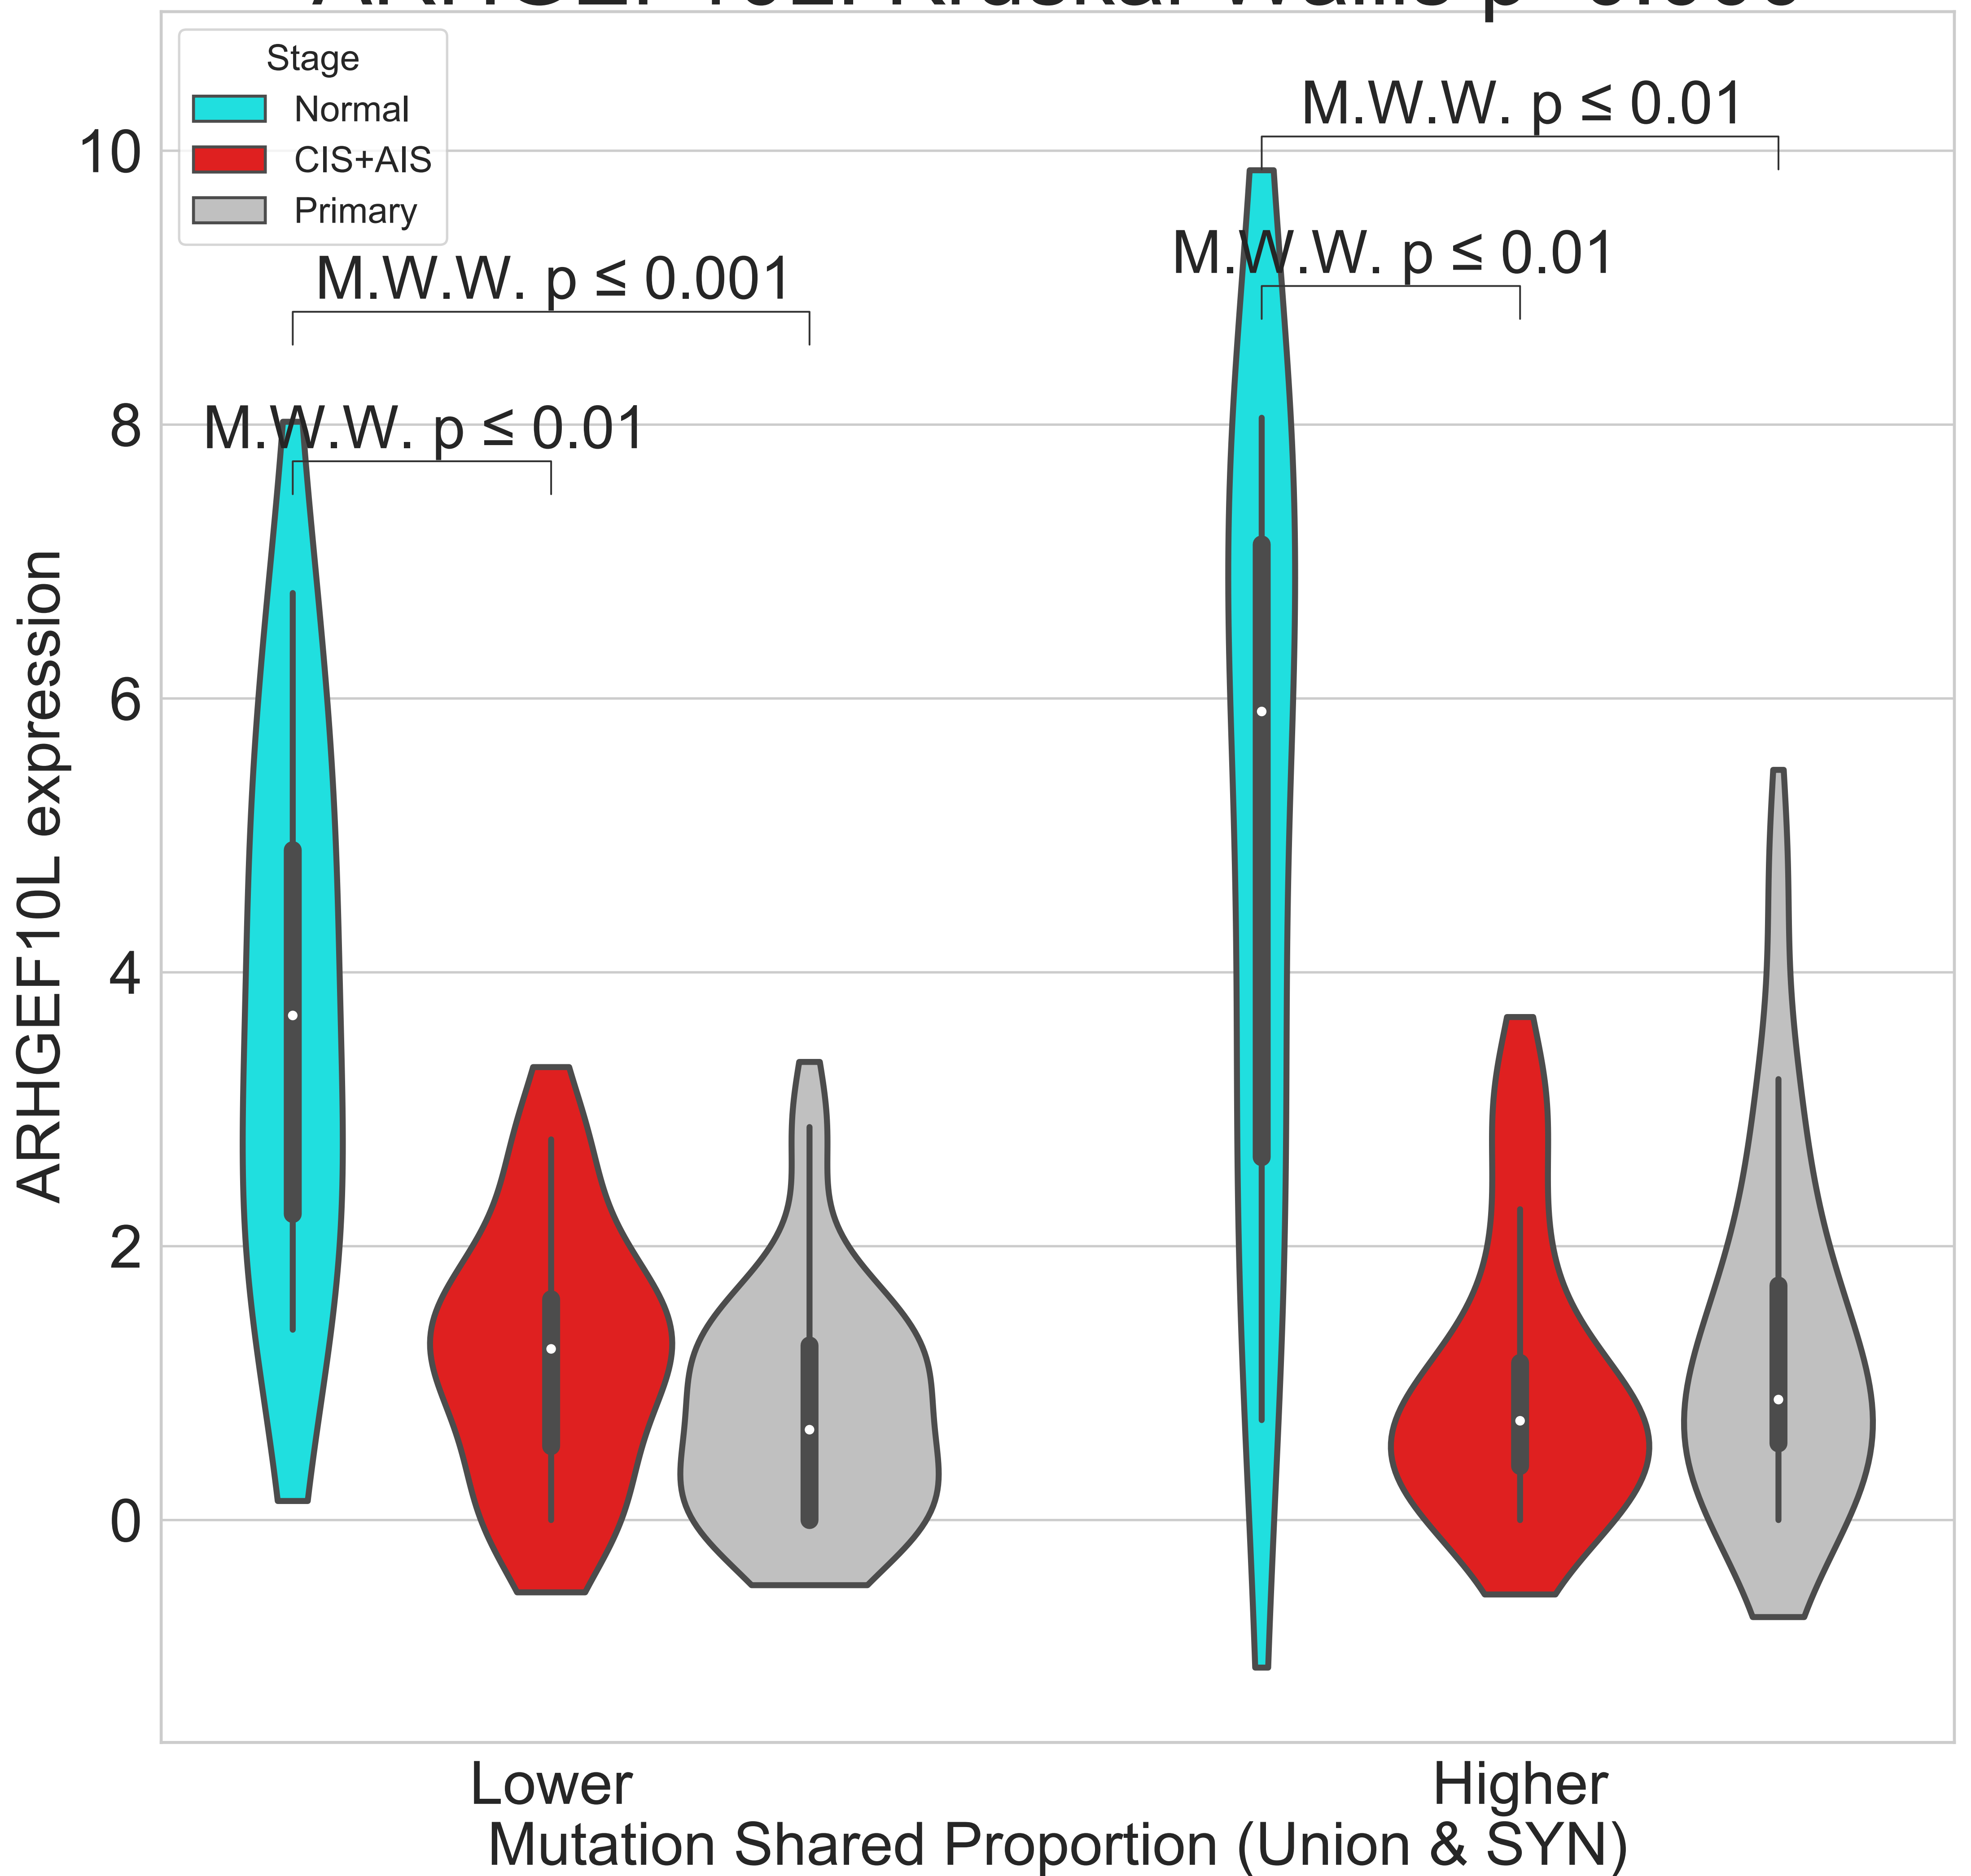 Stage
Normal
CIS+AIS
Primary
M.W.W. p ≤ 0.01
M.W.W. p ≤ 0.01
M.W.W. p ≤ 0.001
M.W.W. p ≤ 0.01
10
8
6
4
2
0
ARHGEF10L expression
Lower
Higher
Mutation Shared Proportion (Union & SYN)